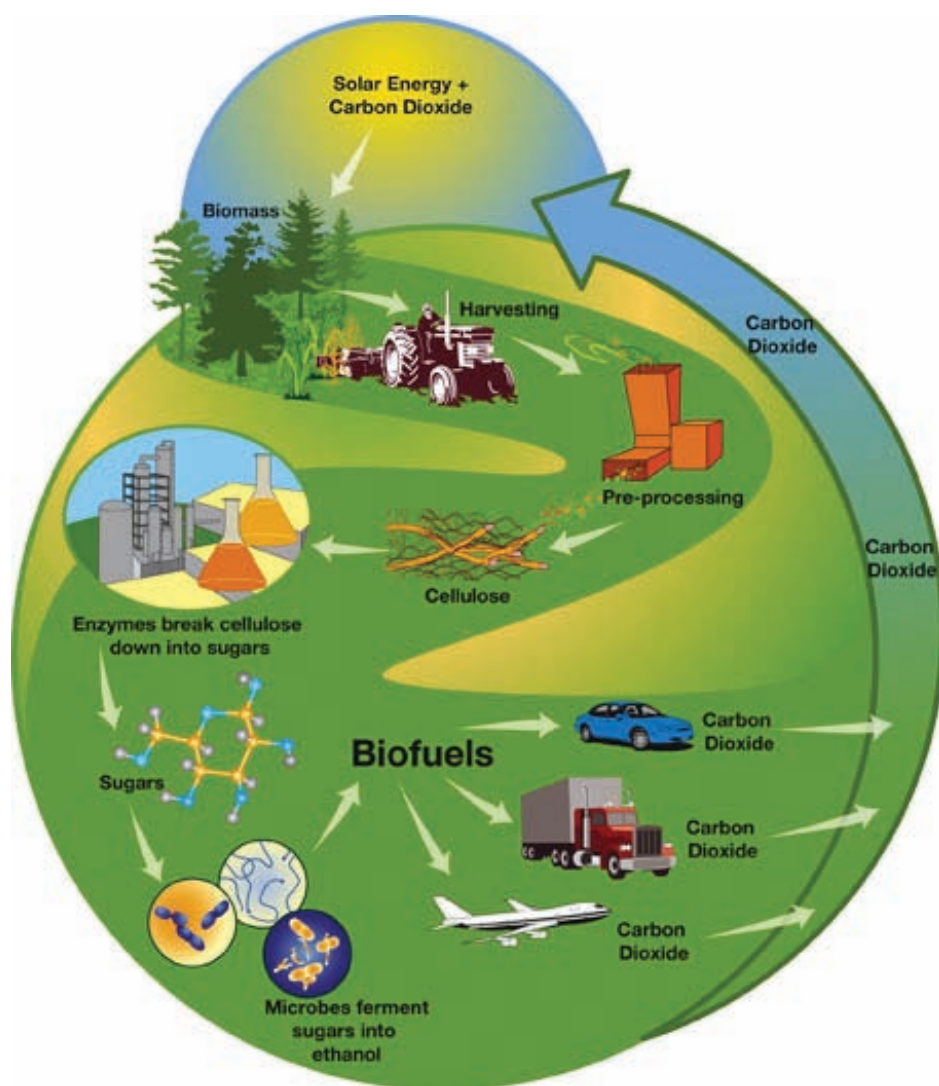 Solar Energy +
Carbon Dioxide
Biomass
Harvesting
Carbon
Dioxide
Pre-processing
Carbon
Dioxide
Cellulose
Enzymes break cellulose
down into sugars
Sugars
Biofuels
Carbon
Dioxide
Carbon
Dioxide
Carbon
Dioxide
Microbes ferment
sugars into
ethanol